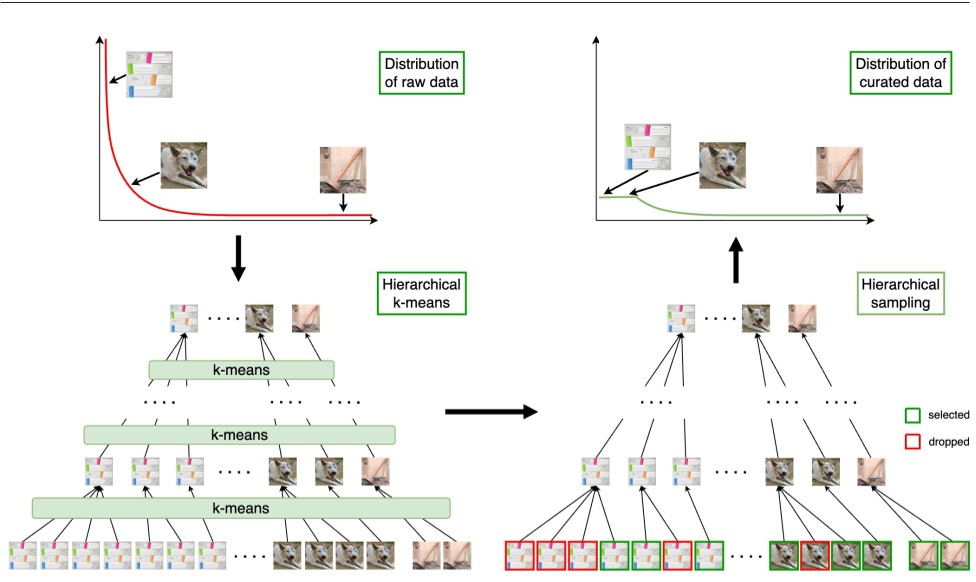 Distribution
of raw data
Distribution of
curated data
Hierarchical
k-means
Hierarchical
sampling
k-means
k-means
k-means
selected
dropped